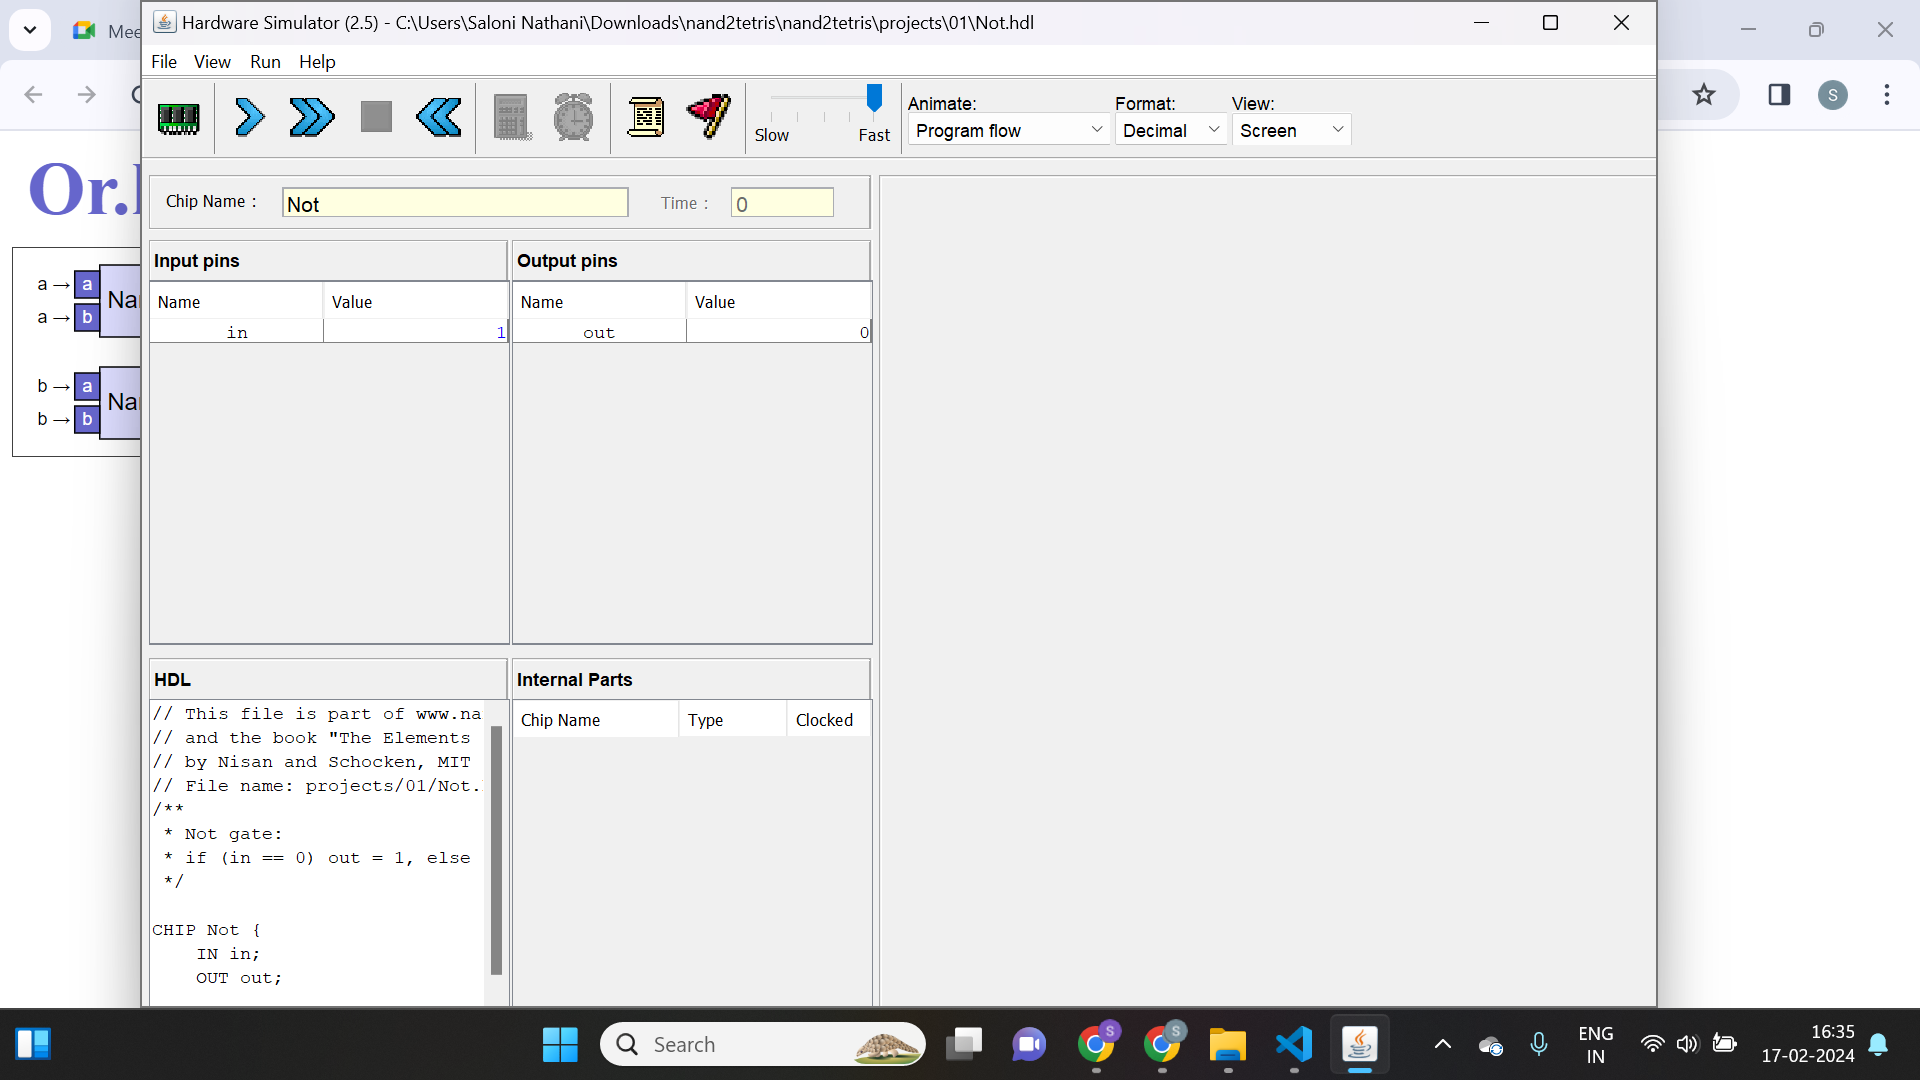 Mee
Hardware Simulator (2.5) - C:\Users\Saloni Nathani\Downloads\nand2tetris\nand2tetris\projects\01\Not.hdl
File View Run Help
Slow Fast
Animate: Format: View:
Program flow Decimal Screen
S
Or.
Chip Name : Not Time : 0
Input pins Output pins
Name Value Name Value
in 1 out 0
a → a
a → b
Na
b → a
b → b
Na
HDL Internal Parts
Chip Name Type Clocked
// This file is part of www.na
// and the book "The Elements
// by Nisan and Schocken, MIT
// File name: projects/01/Not.
/**
* Not gate:
* if (in == 0) out = 1, else
*/
CHIP Not {
IN in;
OUT out;
Search
S
S
ENG
IN
16:35
17-02-2024